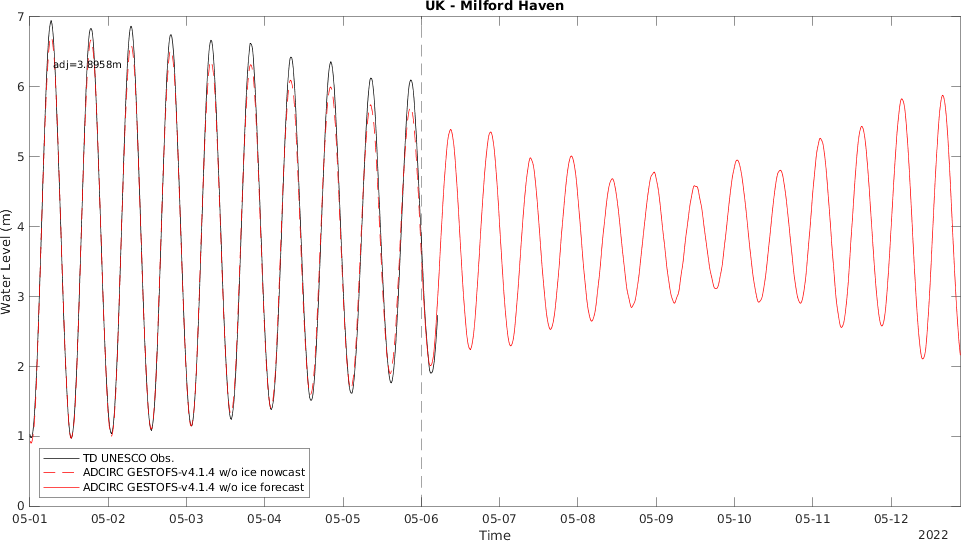 UK - Milford Haven
7
adj=3.8958m
6
5
4
3
2
1
0
Water Level (m)
TD UNESCO Obs.
ADCIRC GESTOFS-v4.1.4 w/o ice nowcast
ADCIRC GESTOFS-v4.1.4 w/o ice forecast
05-01 05-02 05-03 05-04 05-05 05-06 05-07 05-08 05-09 05-10 05-11 05-12
Time
2022